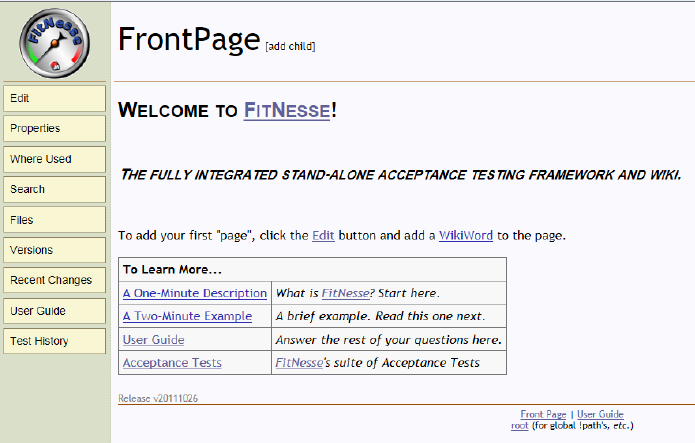 FitNesse
FrontPage [add child]
Edit
Properties
Where Used
Search
Files
Versions
Recent Changes
User Guide
Test History
WELCOME TO FITNESSE!
THE FULLY INTEGRATED STAND-ALONE ACCEPTANCE TESTING FRAMEWORK AND WIKI.
To add your first "page", click the Edit button and add a WikiWord to the page.
To Learn More...
A One-Minute Description What is FitNesse? Start here.
A Two-Minute Example A brief example. Read this one next.
User Guide Answer the rest of your questions here.
Acceptance Tests FitNesse's suite of Acceptance Tests
Release v20111026
Front Page | User Guide
root (for global !path's, etc.)